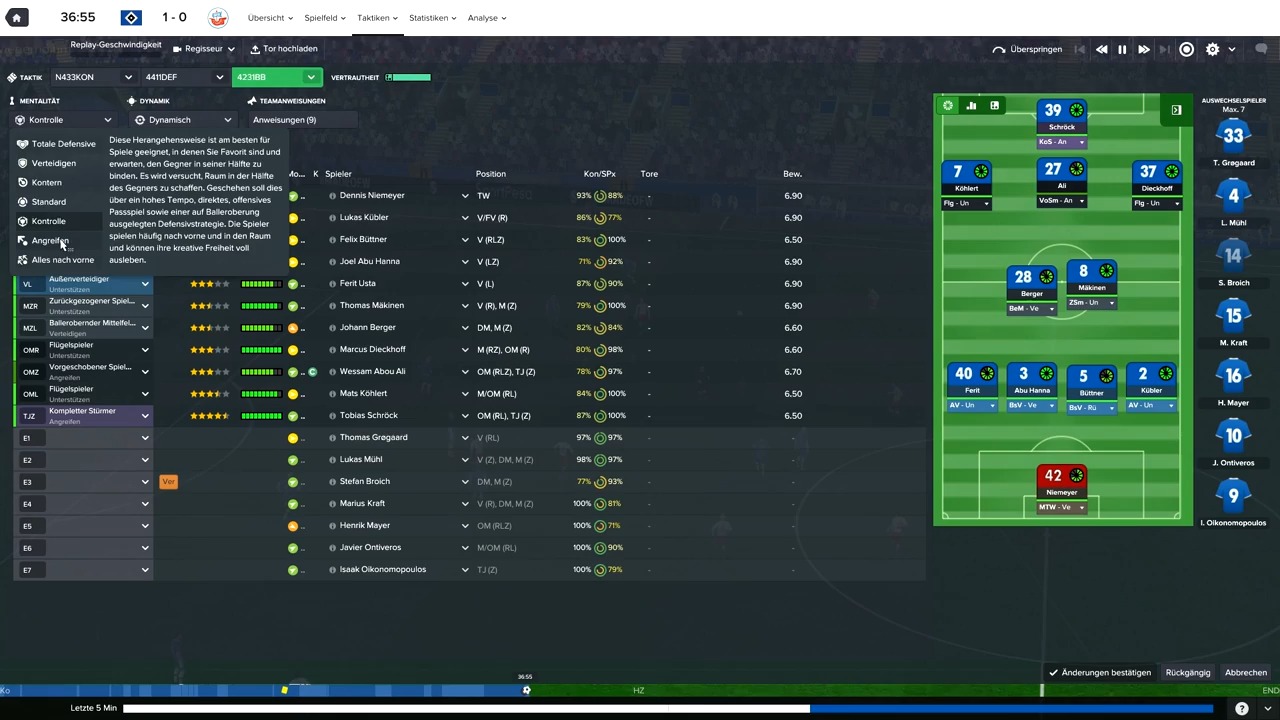 36:55
1 - 0
Übersicht
Spielfeld
Taktiken
Statistiken
Analyse
Replay-Geschwindigkeit
Regisseur
Tor hochladen
Überspringen
TAKTIK
N433KON
4411DEF
4231BB
VERTRAUTHEIT
MENTALITÄT
DYNAMIK
TEAMANWEISUNGEN
Kontrolle
Dynamisch
Anweisungen (9)
Totale Defensive
Verteidigen
Kontern
Standard
Kontrolle
Angreifen
Alles nach vorne
Diese Herangehensweise ist am besten für
Spiele geeignet, in denen Sie Favorit sind und
erwarten, den Gegner in seiner Hälfte zu
binden. Es wird versucht, Raum in der Hälfte
des Gegners zu schaffen. Geschehen soll dies
über ein hohes Tempo, direktes, offensives
Passspiel sowie einer auf Balleroberung
ausgelegten Defensivstrategie. Die Spieler
spielen häufig nach vorne und in den Raum
und können ihre kreative Freiheit voll
ausleben.
Mo... K Spieler Position Kon/SPx Tore Bew.
Dennis Niemeyer TW 93% 88% - 6.90
Lukas Kübler V/FV (R) 86% 77% - 6.90
Felix Büttner V (RLZ) 83% 100% - 6.90
Joel Abu Hanna V (LZ) 71% 92% - 6.90
VL Außenverteidiger Unterstützen Ferit Usta V (L) 87% 90% - 6.90
MZR Zurückgezogener Spiel... Unterstützen Thomas Mäkinen V (R), M (Z) 79% 100% - 6.90
MZL Ballerobernder Mittelfel... Verteidigen Johann Berger DM, M (Z) 82% 84% - 6.60
OMR Flügelspieler Unterstützen Marcus Dieckhoff M (RZ), OM (R) 80% 98% - 6.60
OMZ Vorgeschobener Spiel... Angreifen .. C Wessam Abou Ali OM (RLZ), TJ (Z) 78% 97% - 6.70
OML Flügelspieler Unterstützen Mats Köhlert M/OM (RL) 84% 100% - 6.50
TJZ Kompletter Stürmer Angreifen Tobias Schröck OM (RL), TJ (Z) 87% 100% - 6.50
E1 Thomas Grøgaard V (RL) 97% 97% -
E2 Lukas Mühl V (Z), DM, M (Z) 98% 97% -
E3 Ver Stefan Broich DM, M (Z) 77% 93% -
E4 Marius Kraft V (R), DM, M (Z) 100% 81% -
E5 Henrik Mayer OM (RLZ) 100% 71% -
E6 Javier Ontiveros M/OM (RL) 100% 90% -
E7 Isaak Oikonomopoulos TJ (Z) 100% 79% -
39
Schröck
KoS - An
7
Köhlert
Flg - Un
27
Ali
VoSm - An
37
Dieckhoff
Flg - Un
28
Berger
BeM - Ve
8
Mäkinen
ZSm - Un
40
Ferit
AV - Un
3
Abu Hanna
BsV - Ve
5
Büttner
BsV - Rü
2
Kübler
AV - Un
42
Niemeyer
MTW - Ve
AUSWECHSELSPIELER
Max. 7
33
T. Grøgaard
4
L. Mühl
14
S. Broich
15
M. Kraft
16
H. Mayer
10
J. Ontiveros
9
I. Oikonomopoulos
Änderungen bestätigen
Rückgängig
Abbrechen
36:55
Ko
HZ
END
Letzte 5 Min
?